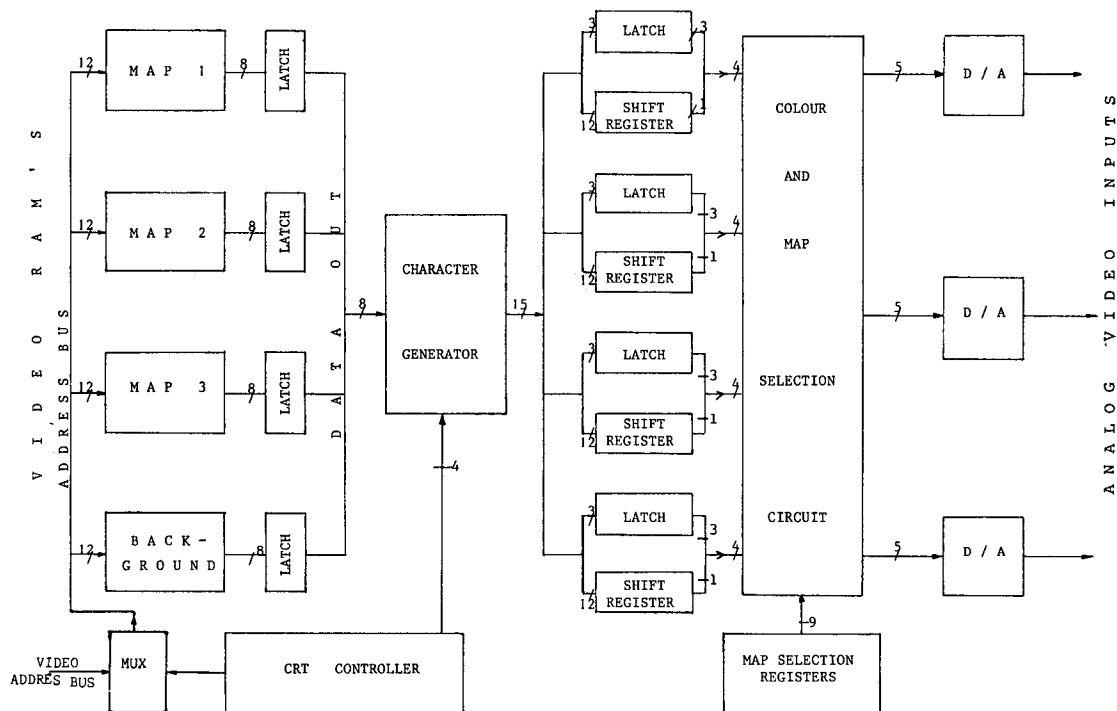 VIDEO RAM'S
ADDR'ESS BUS
12
MAP 1
8
LATCH
12
MAP 2
8
LATCH
12
MAP 3
8
LATCH
12
BACK-
GROUND
8
LATCH
DATA OUT
8
CHARACTER
GENERATOR
15
4
VIDEO
ADDRES BUS
MUX
CRT CONTROLLER
3
LATCH
3
12
SHIFT
REGISTER
1
4
3
LATCH
3
12
SHIFT
REGISTER
1
4
3
LATCH
3
12
SHIFT
REGISTER
1
4
3
LATCH
3
12
SHIFT
REGISTER
1
4
COLOUR
AND
MAP
SELECTION
CIRCUIT
9
MAP SELECTION
REGISTERS
5
D / A
5
D / A
5
D / A
ANALOG VIDEO INPUTS